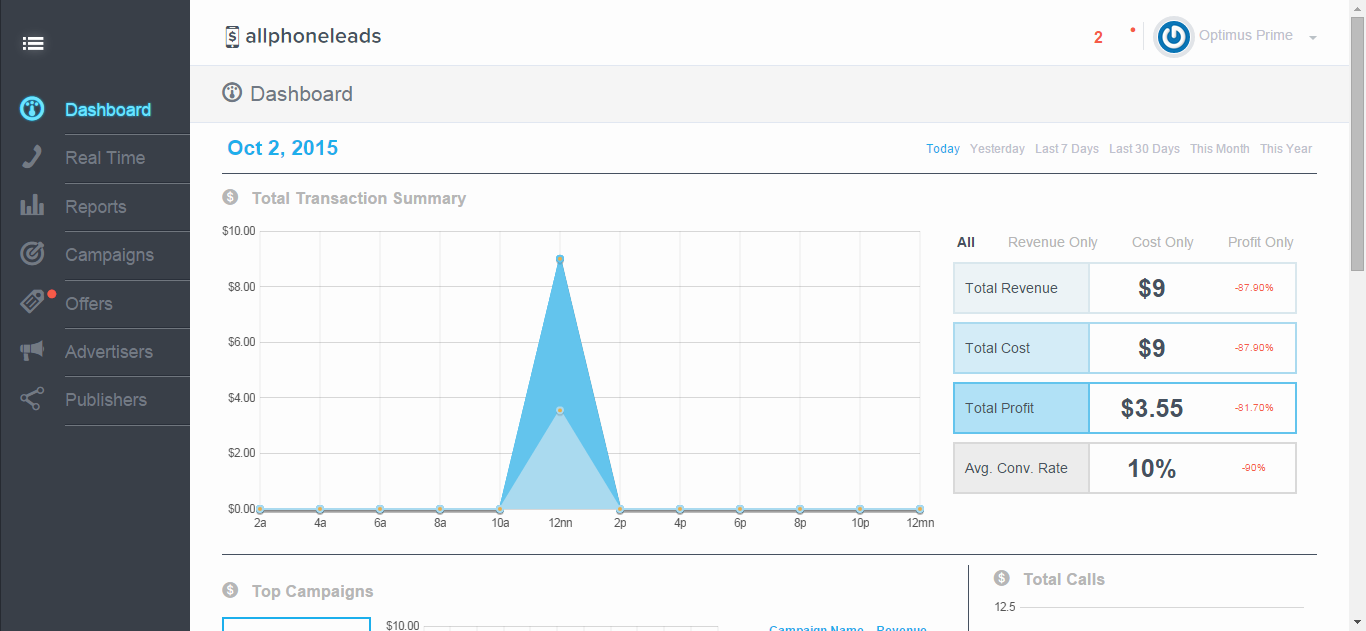 allphoneleads
2
Optimus Prime
Dashboard
Real Time
Reports
Campaigns
Offers
Advertisers
Publishers
Dashboard
Oct 2, 2015
Today Yesterday Last 7 Days Last 30 Days This Month This Year
Total Transaction Summary
$10.00
$8.00
$6.00
$4.00
$2.00
$0.00
2a 4a 6a 8a 10a 12nn 2p 4p 6p 8p 10p 12mn
All Revenue Only Cost Only Profit Only
Total Revenue $9 -87.90%
Total Cost $9 -87.90%
Total Profit $3.55 -81.70%
Avg. Conv. Rate 10% -90%
Top Campaigns
$10.00
Campaign Name Revenue
Total Calls
12.5